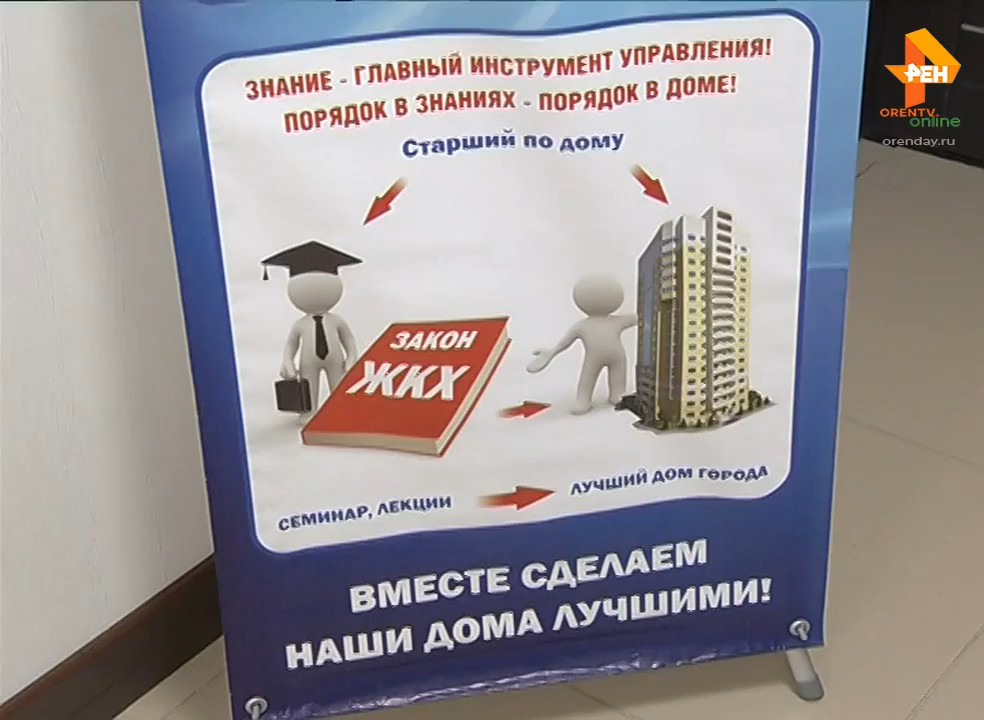 ЗНАНИЕ - ГЛАВНЫЙ ИНСТРУМЕНТ УПРАВЛЕНИЯ!
ПОРЯДОК В ЗНАНИЯХ - ПОРЯДОК В ДОМЕ!
Старший по дому
ЗАКОН
ЖКХ
СЕМИНАР, ЛЕКЦИИ
ЛУЧШИЙ ДОМ ГОРОДА
ВМЕСТЕ СДЕЛАЕМ
НАШИ ДОМА ЛУЧШИМИ!
РЕН
ORENTV
online
orenday.ru